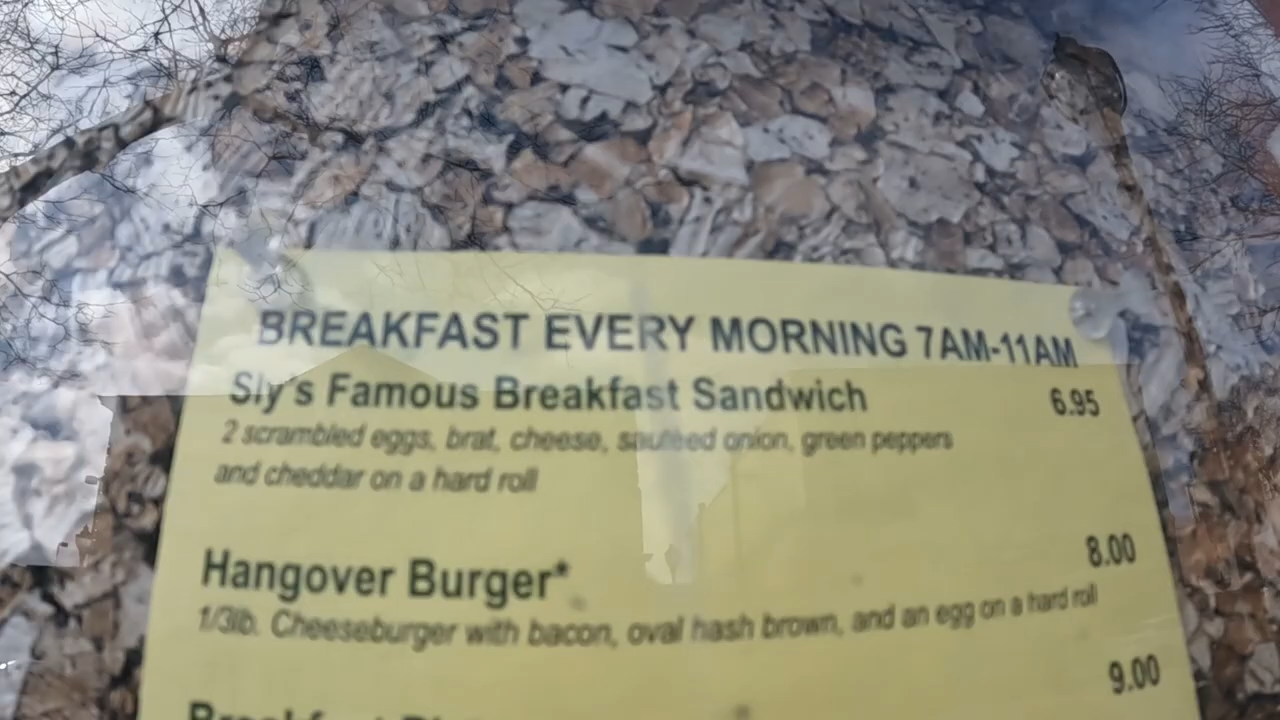 BREAKFAST EVERY MORNING 7AM-11AM
Sly's Famous Breakfast Sandwich 6.95
2 scrambled eggs, brat, cheese, sauteed onion, green peppers
and cheddar on a hard roll
Hangover Burger* 8.00
1/3lb. Cheeseburger with bacon, oval hash brown, and an egg on a hard roll
9.00